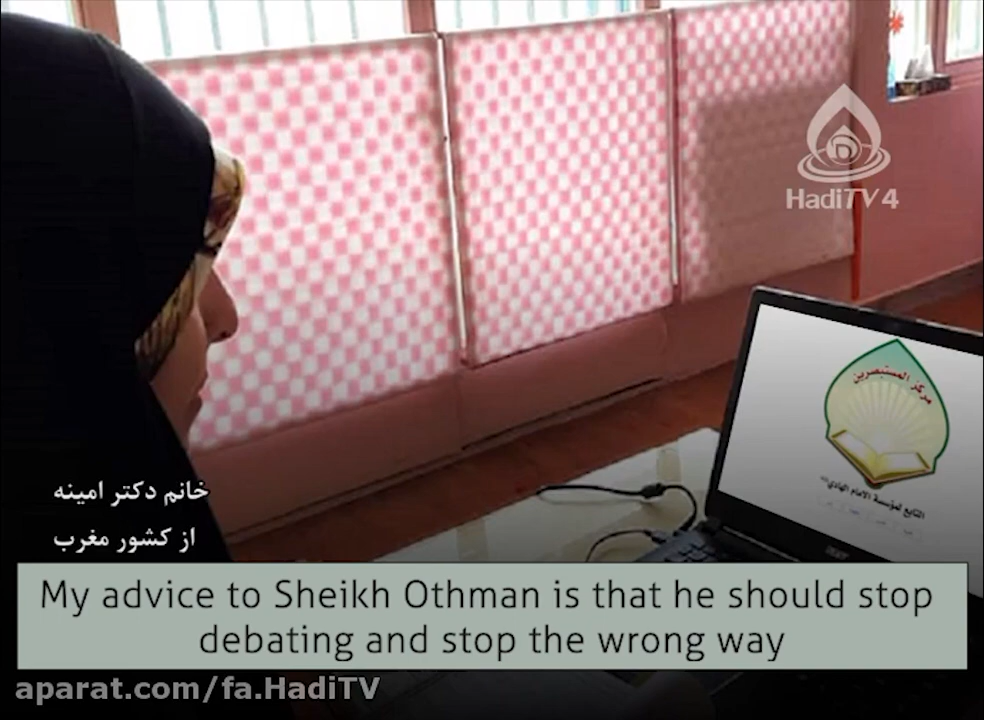 HadiTV4
مركز المستبصرين
التابع لمؤسسة الامام الهادي
خانم دکتر امینه
از کشور مغرب
My advice to Sheikh Othman is that he should stop
debating and stop the wrong way
aparat.com/fa.HadiTV